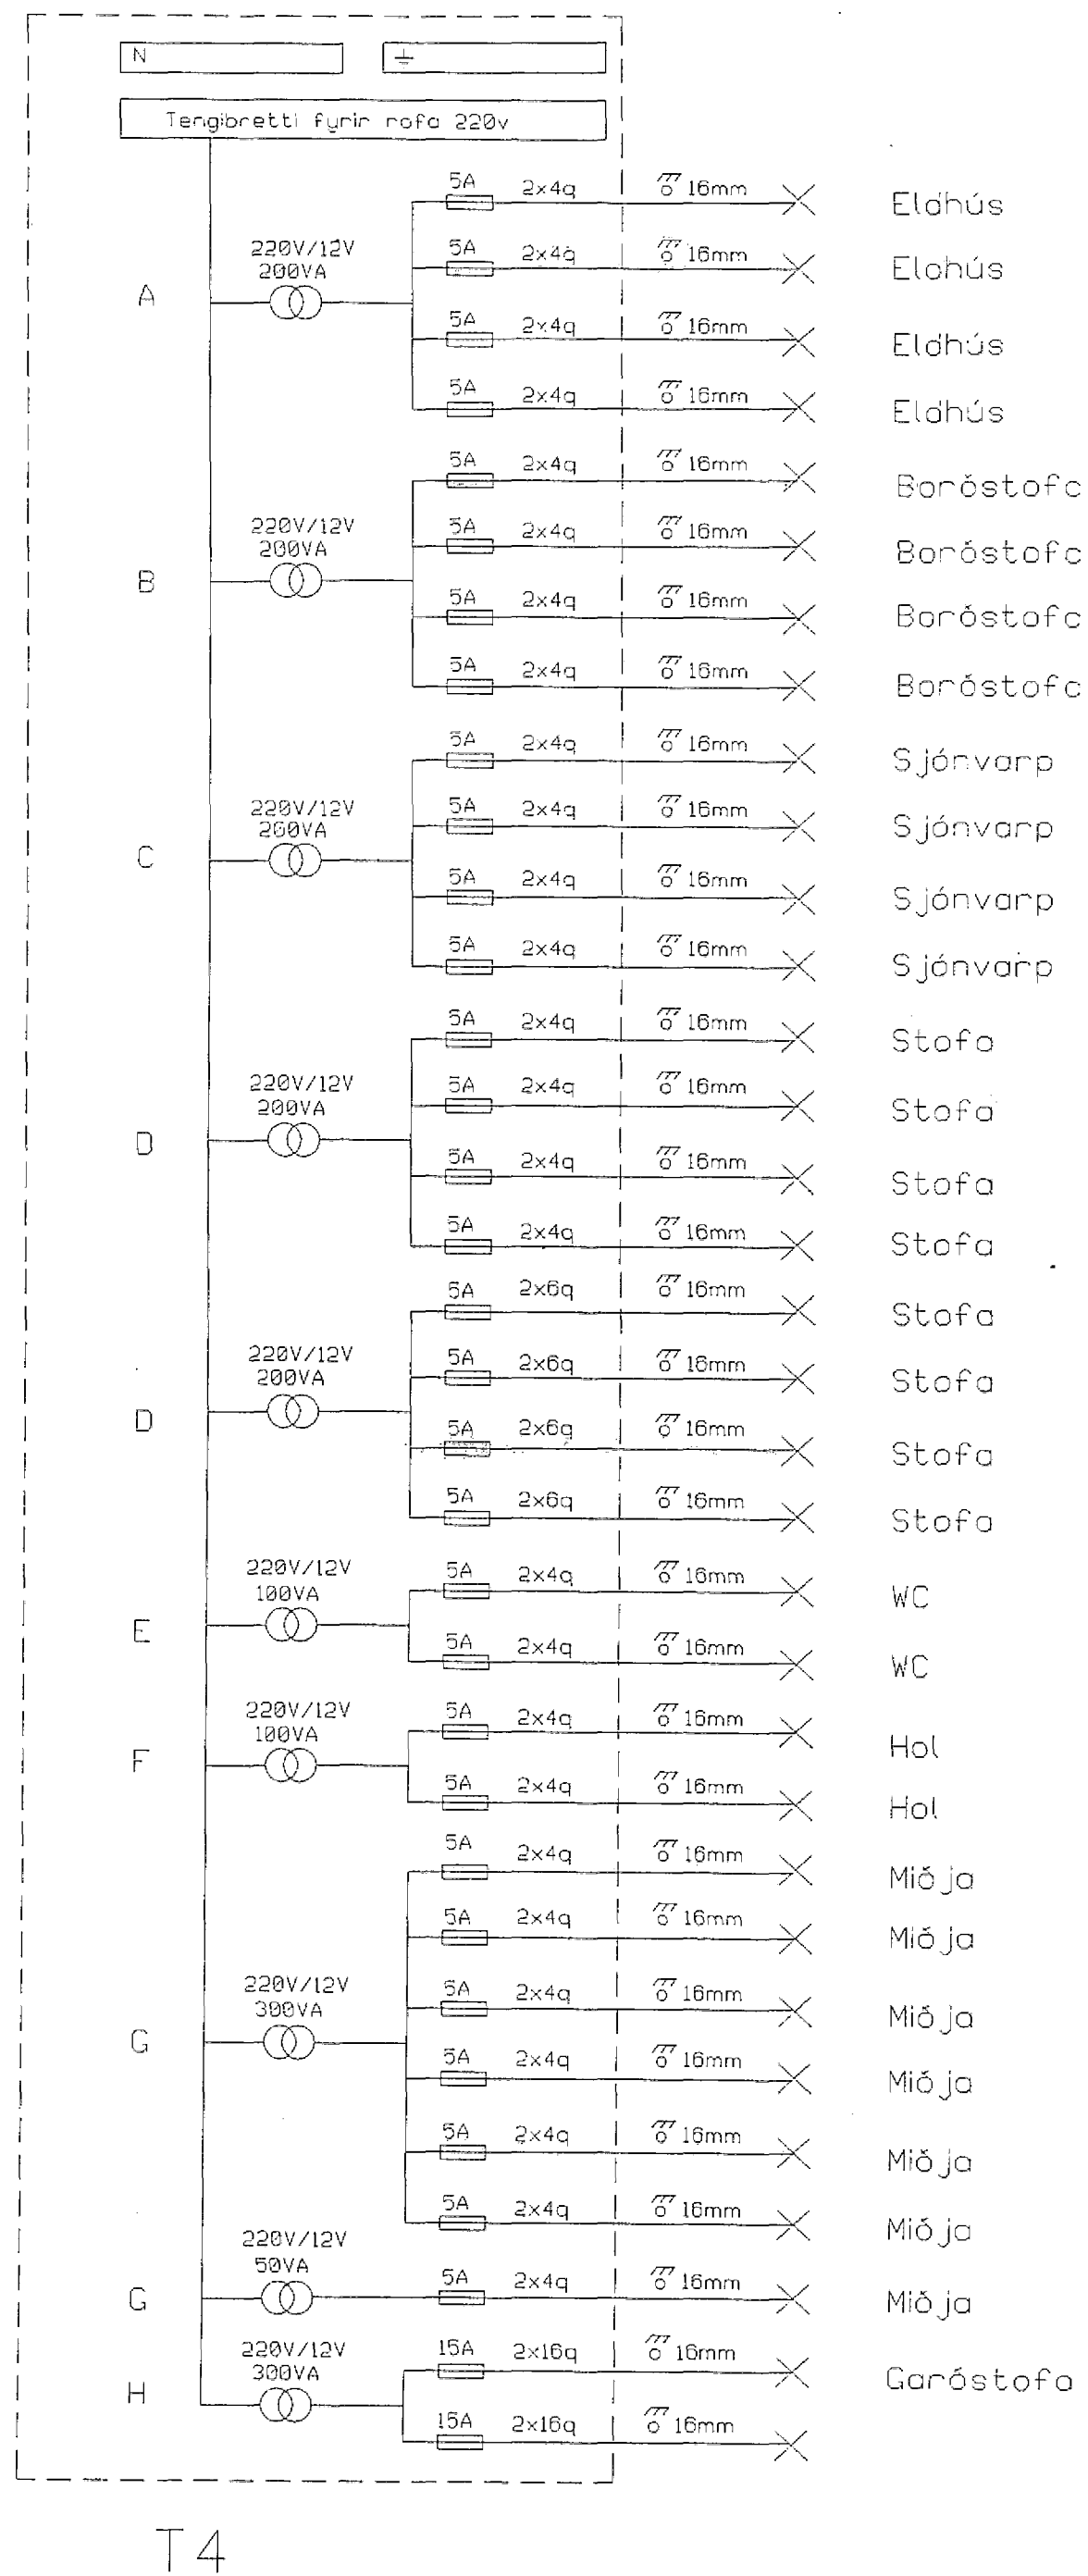 N
Tengibretti fyrir rofa 220v
5A 2x4q 16mm Eldhús
220V/12V
200VA
5A 2x4q 16mm Eldhús
A
5A 2x4q 16mm Eldhús
5A 2x4q 16mm Eldhús
5A 2x4q 16mm Borðstofa
220V/12V
200VA
5A 2x4q 16mm Borðstofa
B
5A 2x4q 16mm Borðstofa
5A 2x4q 16mm Borðstofa
5A 2x4q 16mm Sjónvarp
220V/12V
200VA
5A 2x4q 16mm Sjónvarp
C
5A 2x4q 16mm Sjónvarp
5A 2x4q 16mm Sjónvarp
5A 2x4q 16mm Stofa
220V/12V
200VA
5A 2x4q 16mm Stofa
D
5A 2x4q 16mm Stofa
5A 2x4q 16mm Stofa
5A 2x6q 16mm Stofa
220V/12V
200VA
5A 2x6q 16mm Stofa
D
5A 2x6q 16mm Stofa
5A 2x6q 16mm Stofa
220V/12V
100VA
5A 2x4q 16mm WC
E
5A 2x4q 16mm WC
220V/12V
100VA
5A 2x4q 16mm Hol
F
5A 2x4q 16mm Hol
5A 2x4q 16mm Miðja
5A 2x4q 16mm Miðja
220V/12V
300VA
5A 2x4q 16mm Miðja
G
5A 2x4q 16mm Miðja
5A 2x4q 16mm Miðja
5A 2x4q 16mm Miðja
220V/12V
50VA
G
5A 2x4q 16mm Miðja
220V/12V
300VA
15A 2x16q 16mm Garðstofa
H
15A 2x16q 16mm
T4